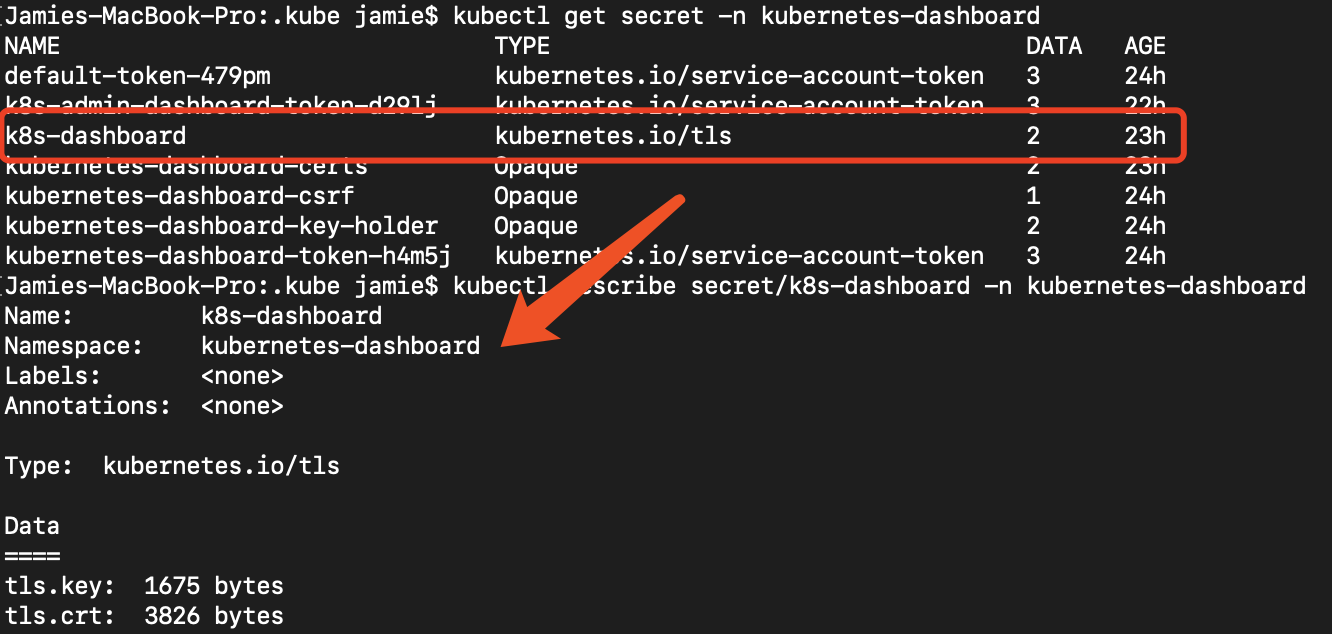 Jamies-MacBook-Pro:.kube jamie$ kubectl get secret -n kubernetes-dashboard
NAME TYPE DATA AGE
default-token-479pm kubernetes.io/service-account-token 3 24h
k8s-admin-dashboard-token-d29lj kubernetes.io/service-account-token 3 22h
k8s-dashboard kubernetes.io/tls 2 23h
kubernetes-dashboard-certs Opaque 2 23h
kubernetes-dashboard-csrf Opaque 1 24h
kubernetes-dashboard-key-holder Opaque 2 24h
kubernetes-dashboard-token-h4m5j kubernetes.io/service-account-token 3 24h
Jamies-MacBook-Pro:.kube jamie$ kubectl describe secret/k8s-dashboard -n kubernetes-dashboard
Name: k8s-dashboard
Namespace: kubernetes-dashboard
Labels: <none>
Annotations: <none>
Type: kubernetes.io/tls
Data
====
tls.key: 1675 bytes
tls.crt: 3826 bytes